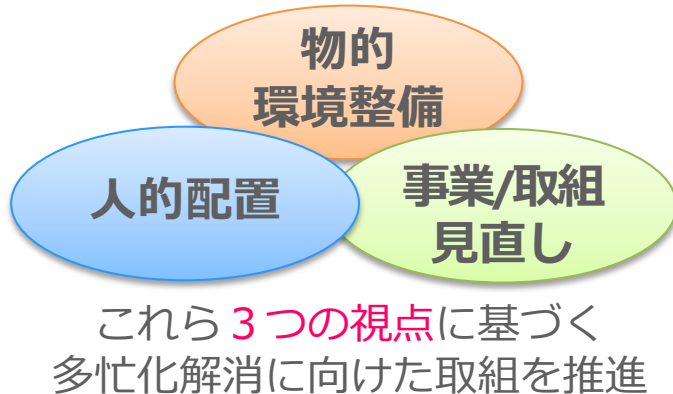 物的
環境整備
人的配置
事業/取組
見直し
これら３つの視点に基づく
多忙化解消に向けた取組を推進